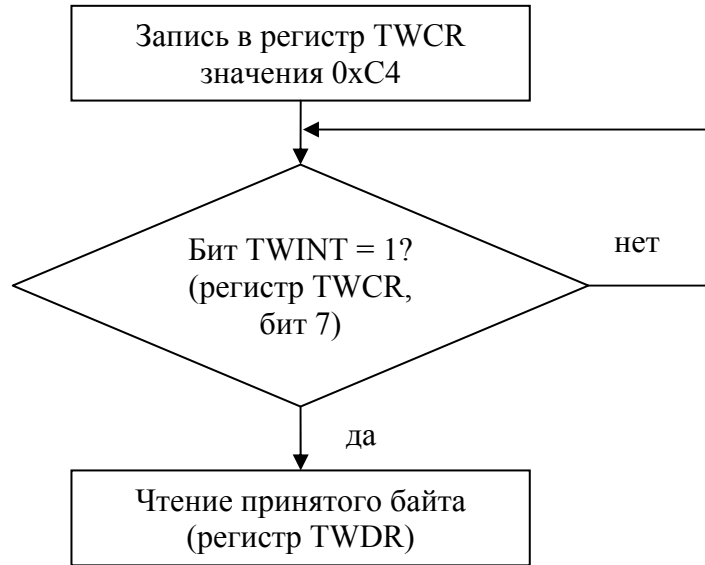 Запись в регистр TWCR
значения 0xC4
Бит TWINT = 1?
(регистр TWCR,
бит 7)
нет
да
Чтение принятого байта
(регистр TWDR)